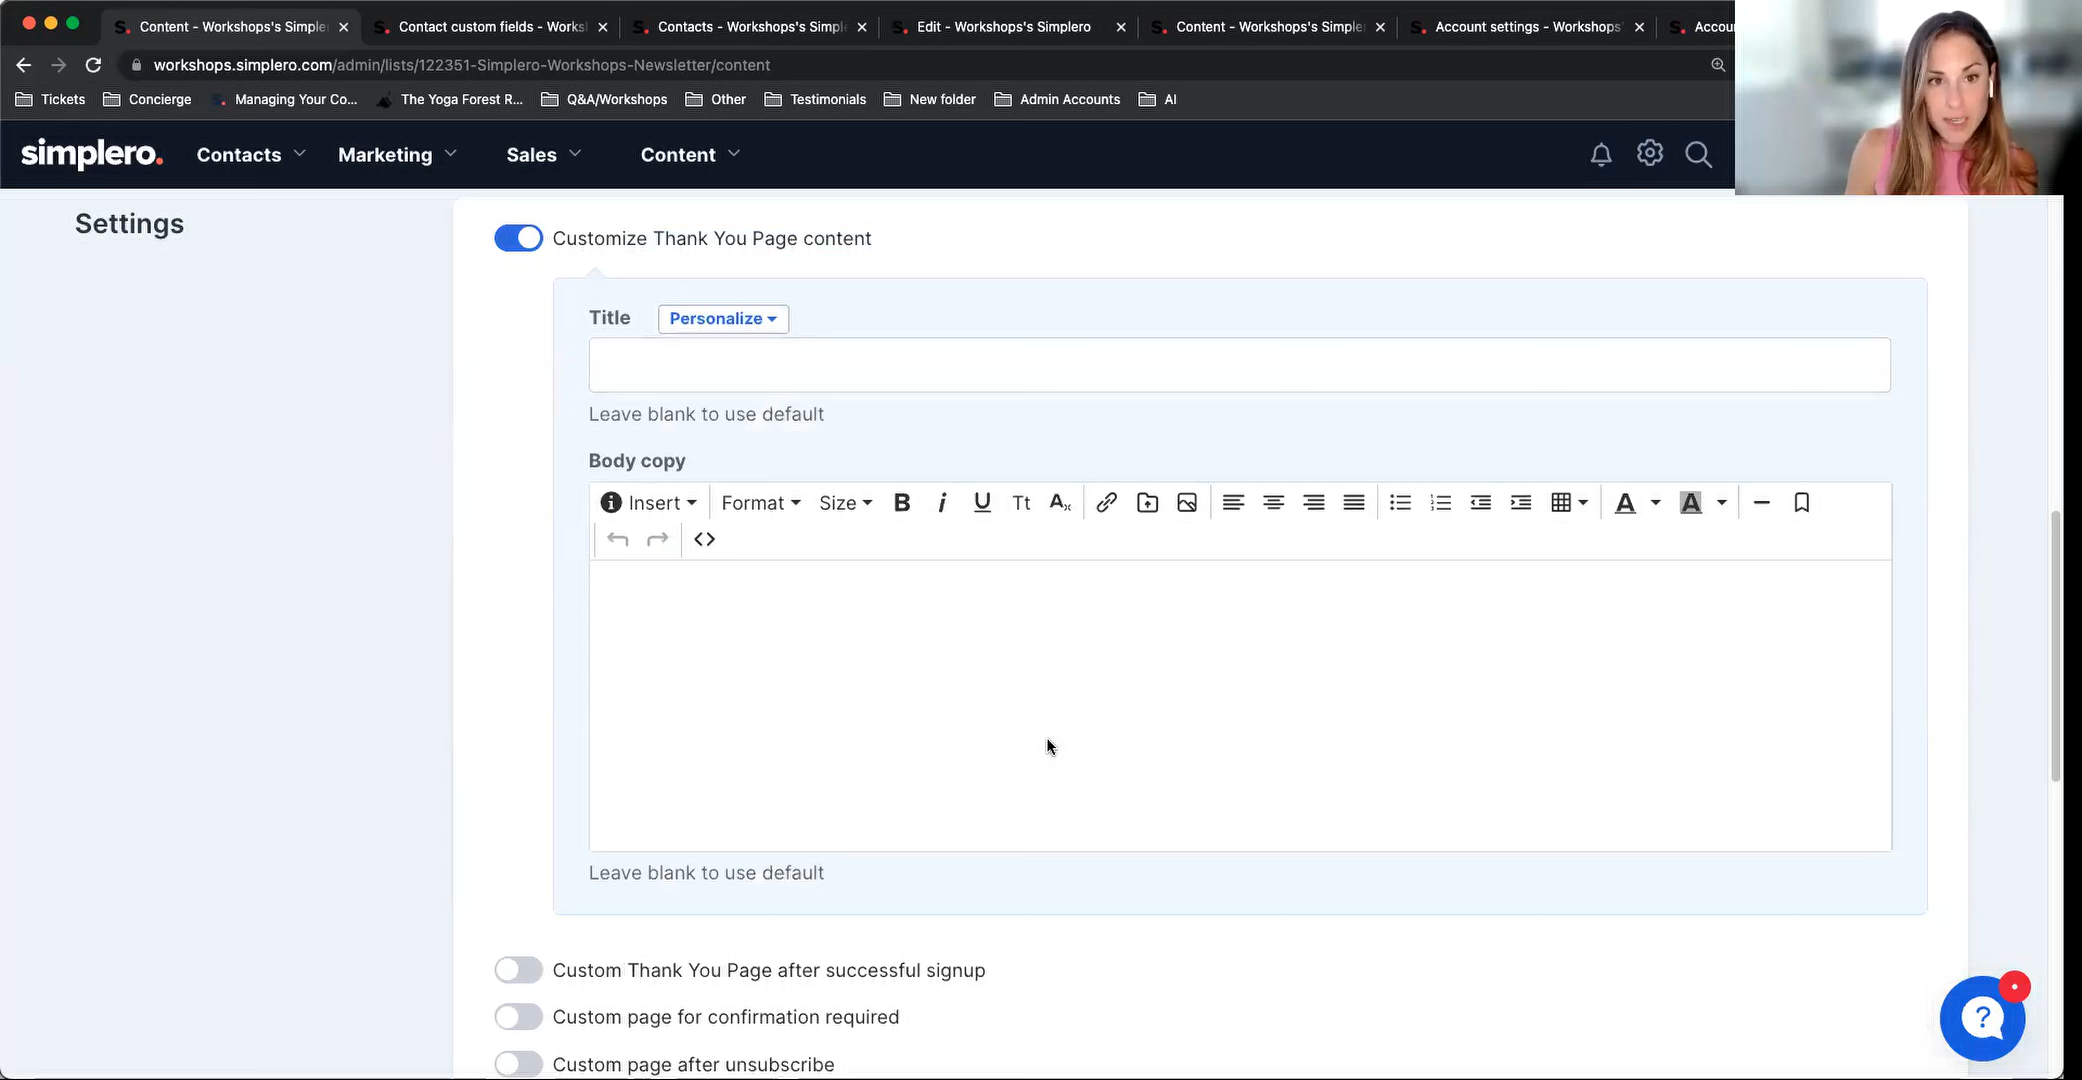 Content - Workshops's Simple
Contact custom fields - Works
Contacts - Workshops's Simpl
Edit - Workshops's Simplero
Content - Workshops's Simple
Account settings - Workshops'
Accou
workshops.simplero.com/admin/lists/122351-Simplero-Workshops-Newsletter/content
Tickets
Concierge
Managing Your Co...
The Yoga Forest R...
Q&A/Workshops
Other
Testimonials
New folder
Admin Accounts
AI
simplero.
Contacts
Marketing
Sales
Content
Settings
Customize Thank You Page content
Title
Personalize
Leave blank to use default
Body copy
Insert
Format
Size
B
i
U
Tt
A
A
Leave blank to use default
Custom Thank You Page after successful signup
Custom page for confirmation required
Custom page after unsubscribe